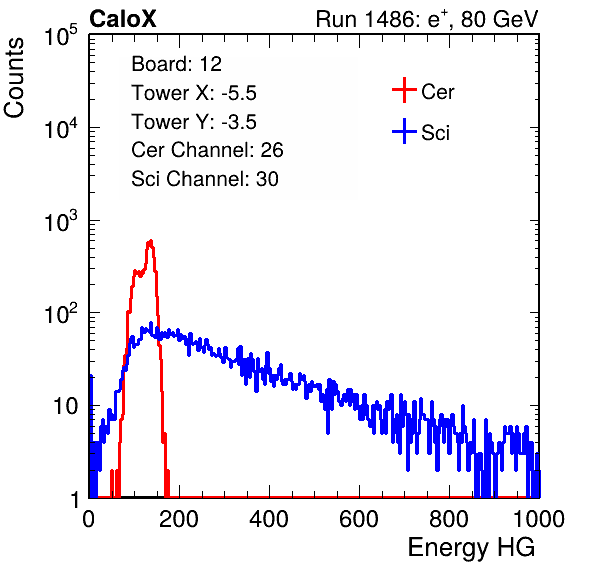 CaloX Run 1486: e⁺, 80 GeV
Counts
Board: 12
Tower X: -5.5
Tower Y: -3.5
Cer Channel: 26
Sci Channel: 30
Cer
Sci
10⁵
10⁴
10³
10²
10
1
0 200 400 600 800 1000
Energy HG